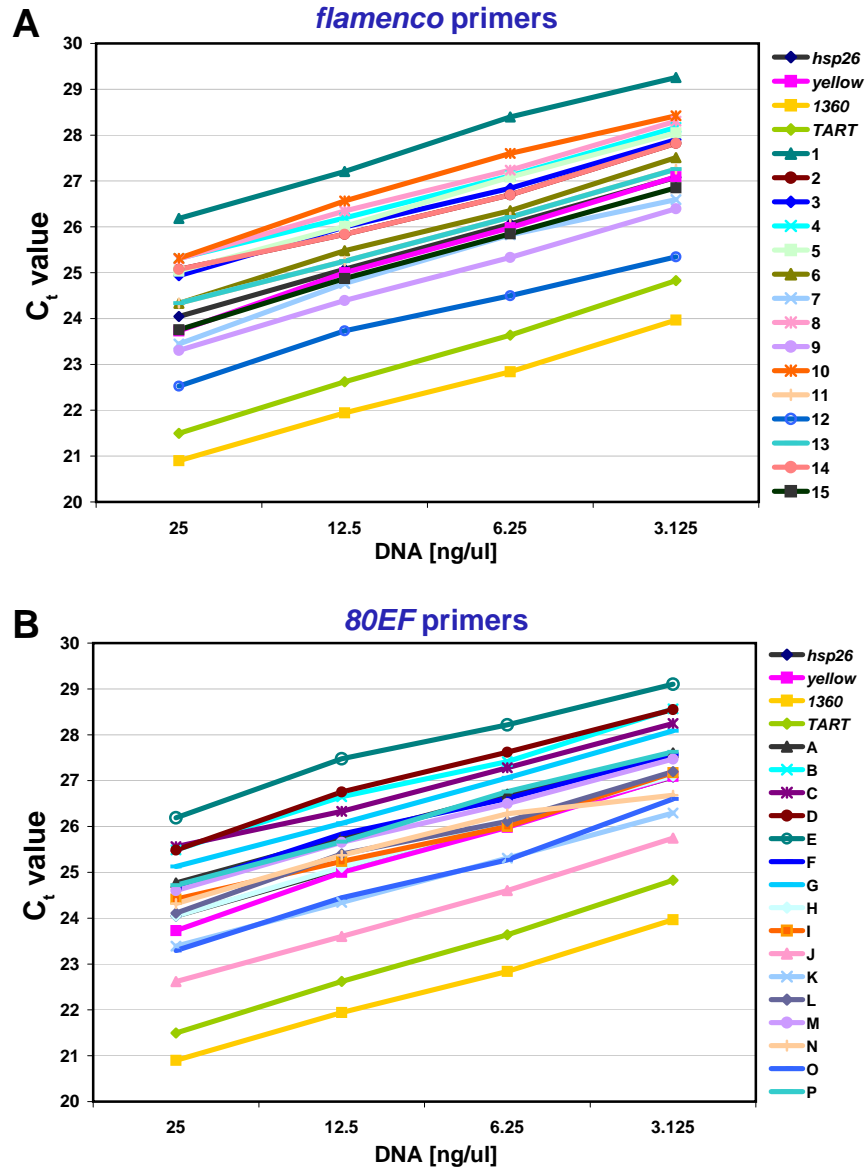 A
flamenco primers
30
29
28
27
26
25
24
23
22
21
20
Ct value
25 12.5 6.25 3.125
DNA [ng/ul]
hsp26
yellow
1360
TART
1
2
3
4
5
6
7
8
9
10
11
12
13
14
15
B
80EF primers
30
29
28
27
26
25
24
23
22
21
20
Ct value
25 12.5 6.25 3.125
DNA [ng/ul]
hsp26
yellow
1360
TART
A
B
C
D
E
F
G
H
I
J
K
L
M
N
O
P